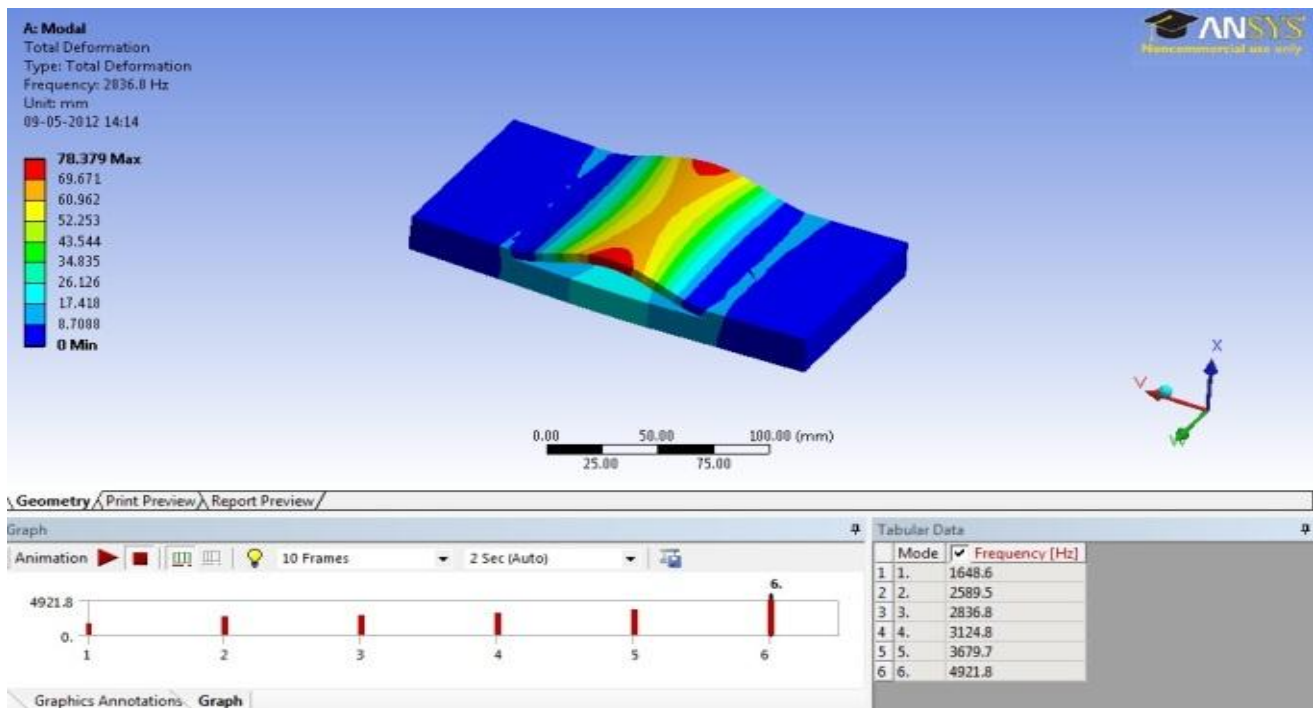 A: Modal
Total Deformation
Type: Total Deformation
Frequency: 2836.8 Hz
Unit: mm
09-05-2012 14:14
ANSYS
Noncommercial use only
78.379 Max
69.671
60.962
52.253
43.544
34.835
26.126
17.418
8.7088
0 Min
X
V
W
0.00 50.00 100.00 (mm)
25.00 75.00
Geometry Print Preview Report Preview
Graph
Animation 10 Frames 2 Sec (Auto)
6.
4921.8
0.
1 2 3 4 5 6
Graphics Annotations Graph
Tabular Data
Mode Frequency [Hz]
1 1. 1648.6
2 2. 2589.5
3 3. 2836.8
4 4. 3124.8
5 5. 3679.7
6 6. 4921.8